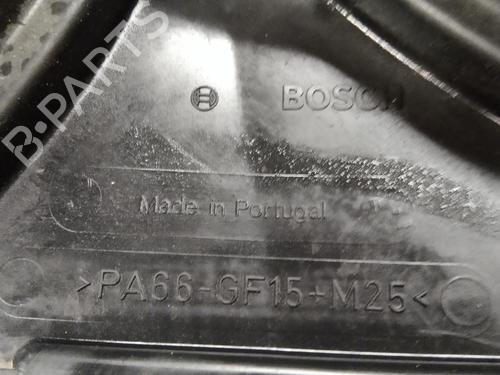 B-PARTS
BOSCH
Made in Portugal
>PA66-GF15+M25<